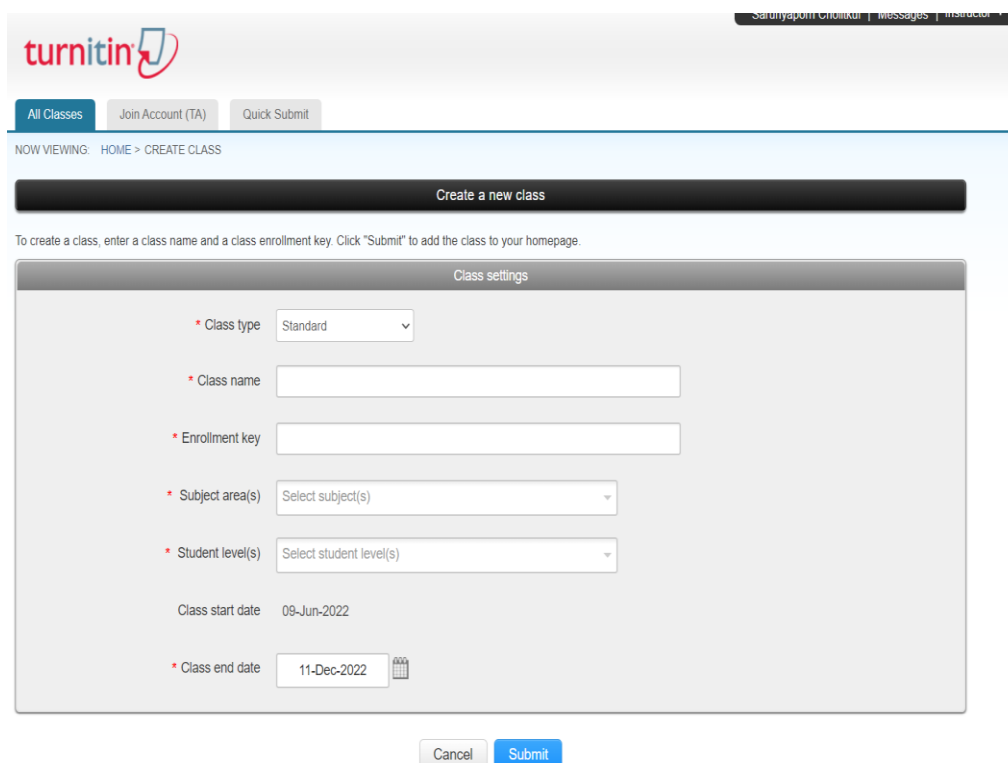 Sarunyaporn Cholitkul | Messages | Instructor
turnitin
All Classes Join Account (TA) Quick Submit
NOW VIEWING: HOME > CREATE CLASS
Create a new class
To create a class, enter a class name and a class enrollment key. Click "Submit" to add the class to your homepage.
Class settings
* Class type Standard
* Class name
* Enrollment key
* Subject area(s) Select subject(s)
* Student level(s) Select student level(s)
Class start date 09-Jun-2022
* Class end date 11-Dec-2022
Cancel Submit